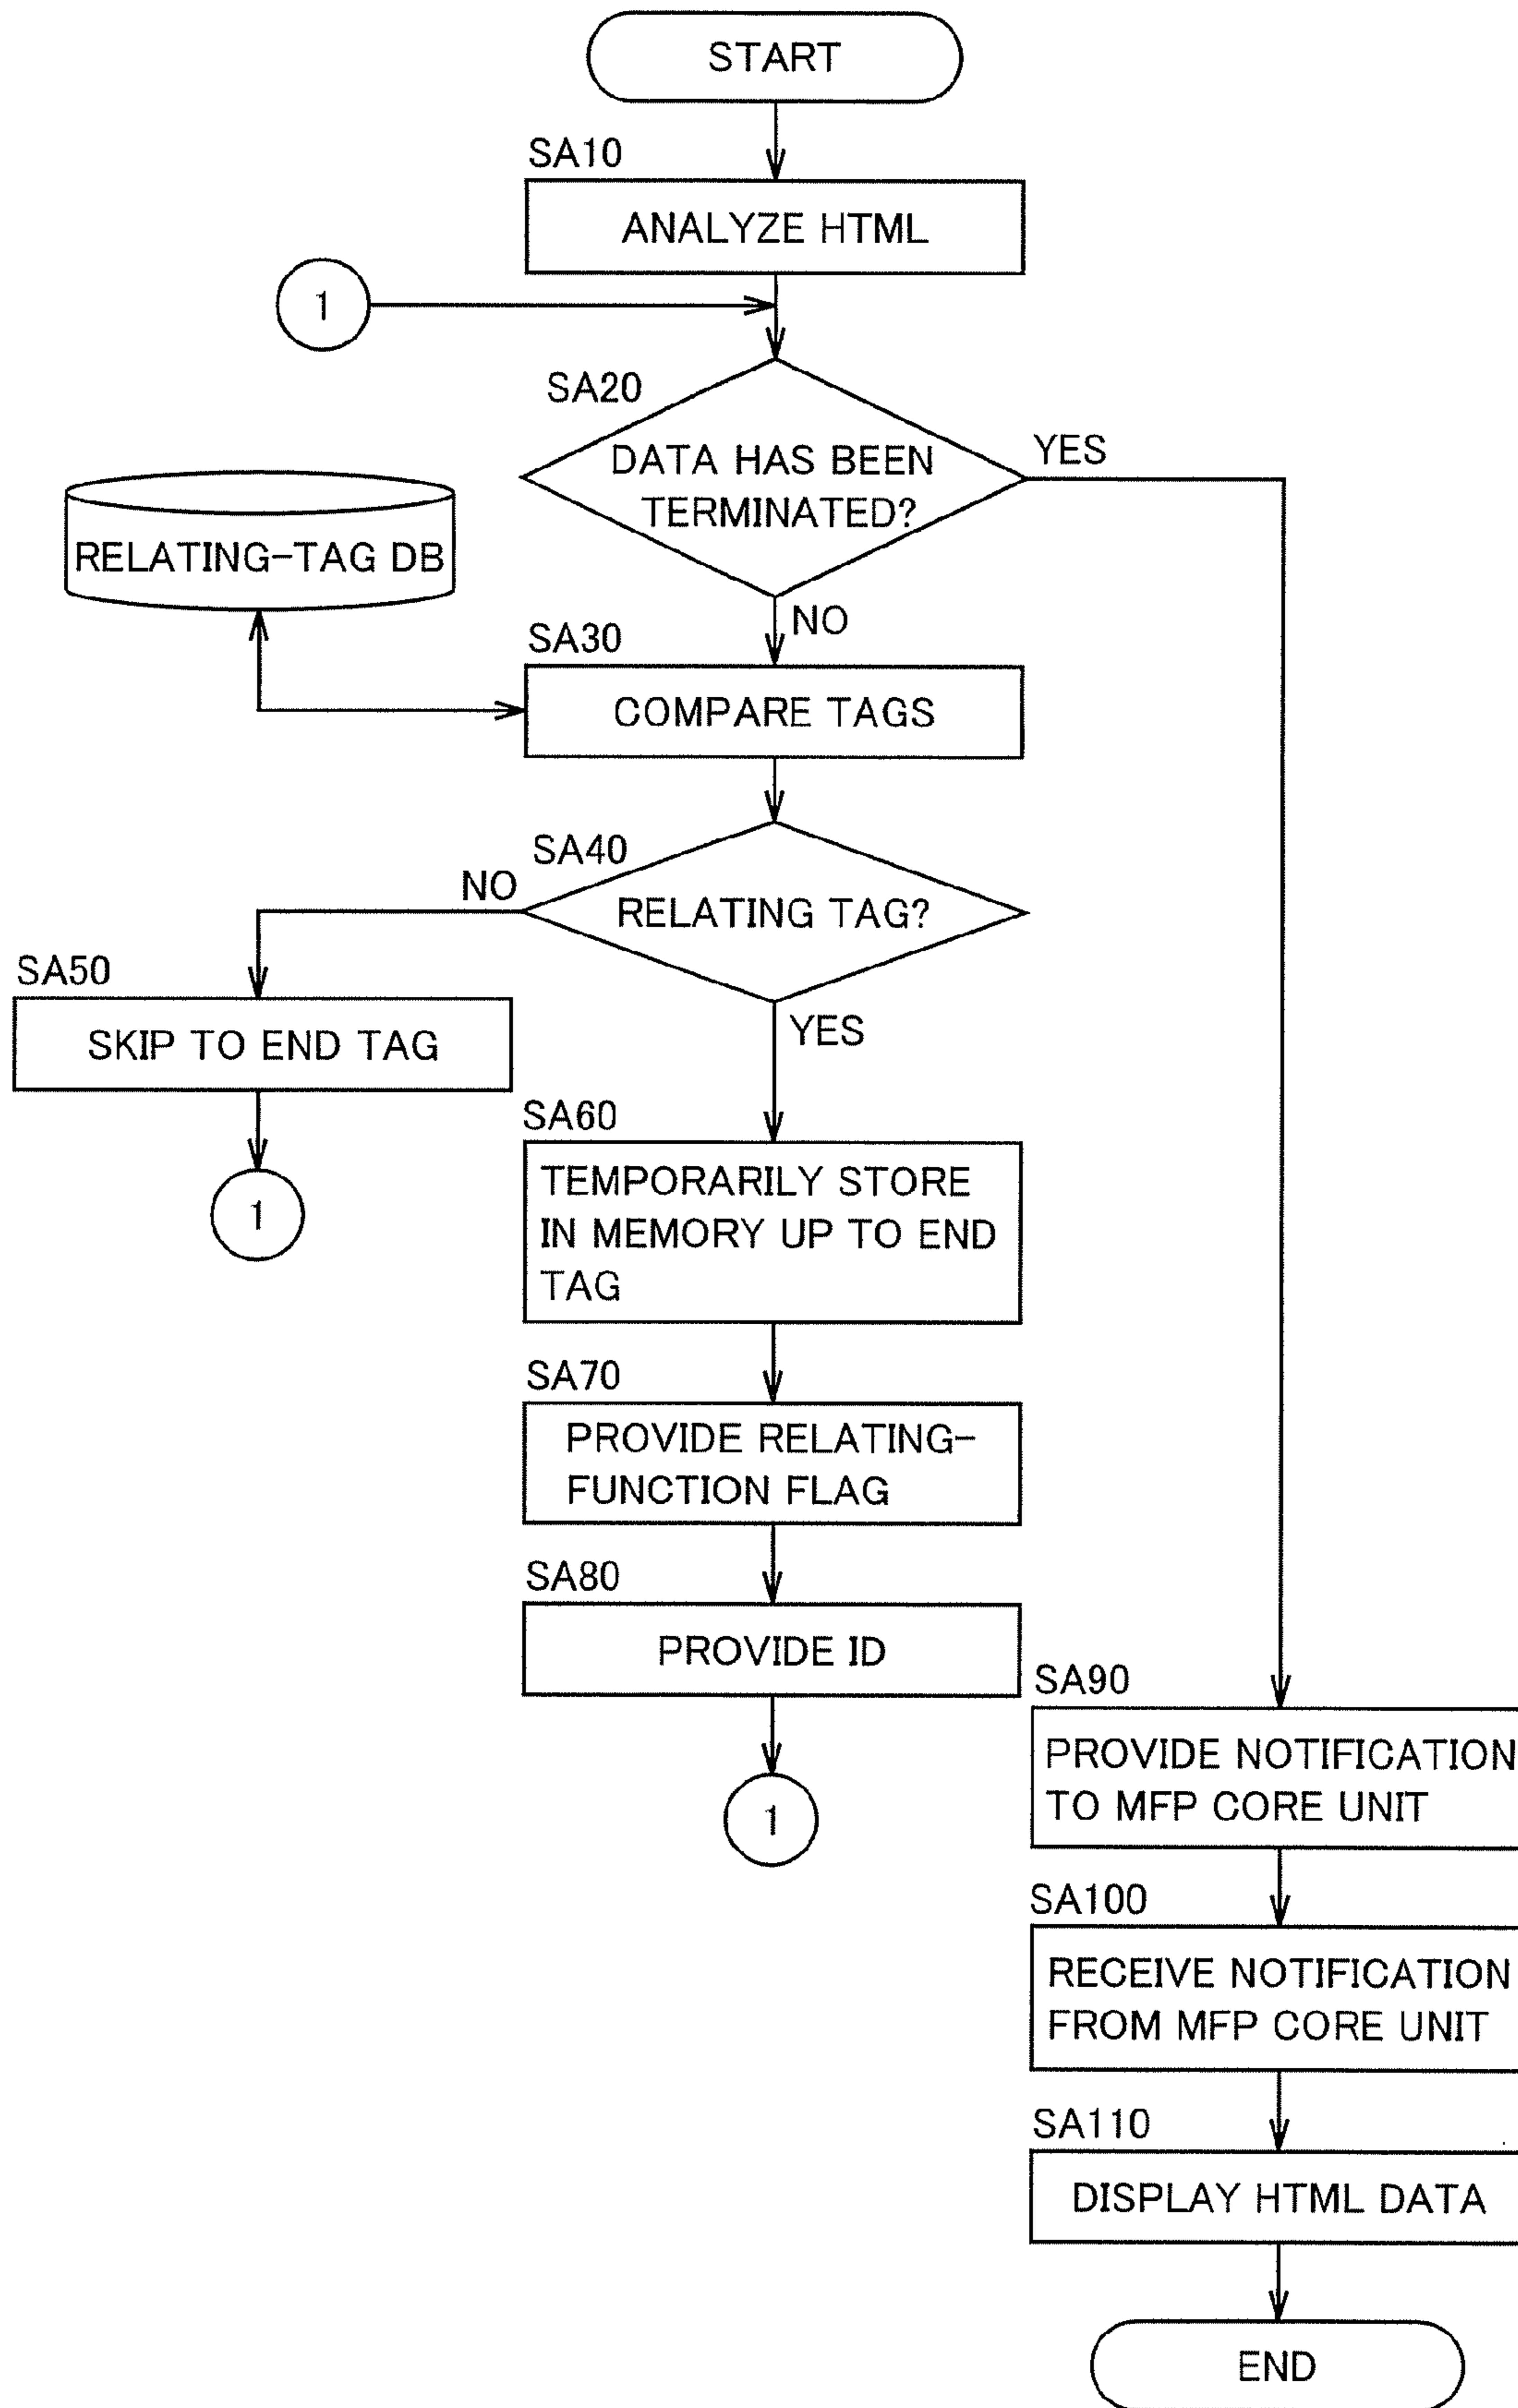 START
SA10
ANALYZE HTML
1
SA20
DATA HAS BEEN
TERMINATED?
YES
RELATING-TAG DB
NO
SA30
COMPARE TAGS
SA40
NO
RELATING TAG?
SA50
SKIP TO END TAG
YES
1
SA60
TEMPORARILY STORE
IN MEMORY UP TO END
TAG
SA70
PROVIDE RELATING-
FUNCTION FLAG
SA80
PROVIDE ID
1
SA90
PROVIDE NOTIFICATION
TO MFP CORE UNIT
SA100
RECEIVE NOTIFICATION
FROM MFP CORE UNIT
SA110
DISPLAY HTML DATA
END